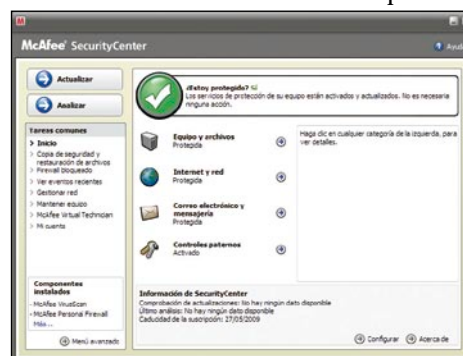 McAfee® SecurityCenter
Ayuda
Actualizar
Analizar
Tareas comunes
Inicio
Copia de seguridad y
restauración de archivos
Firewall bloqueado
Ver eventos recientes
Gestionar red
Mantener equipo
McAfee Virtual Technician
Mi cuenta
Componentes
instalados
McAfee VirusScan
McAfee Personal Firewall
Más ...
Menú avanzado
¿Estoy protegido? Sí
Los servicios de protección de su equipo están activados y actualizados. No es necesaria
ninguna acción.
Equipo y archivos
Protegida
Internet y red
Protegida
Correo electrónico y
mensajería
Protegida
Controles paternos
Activado
Haga clic en cualquier categoría de la izquierda, para
ver detalles.
Información de SecurityCenter
Comprobación de actualizaciones: No hay ningún dato disponible
Último análisis: No hay ningún dato disponible
Caducidad de la suscripción: 27/05/2009
Configurar
Acerca de